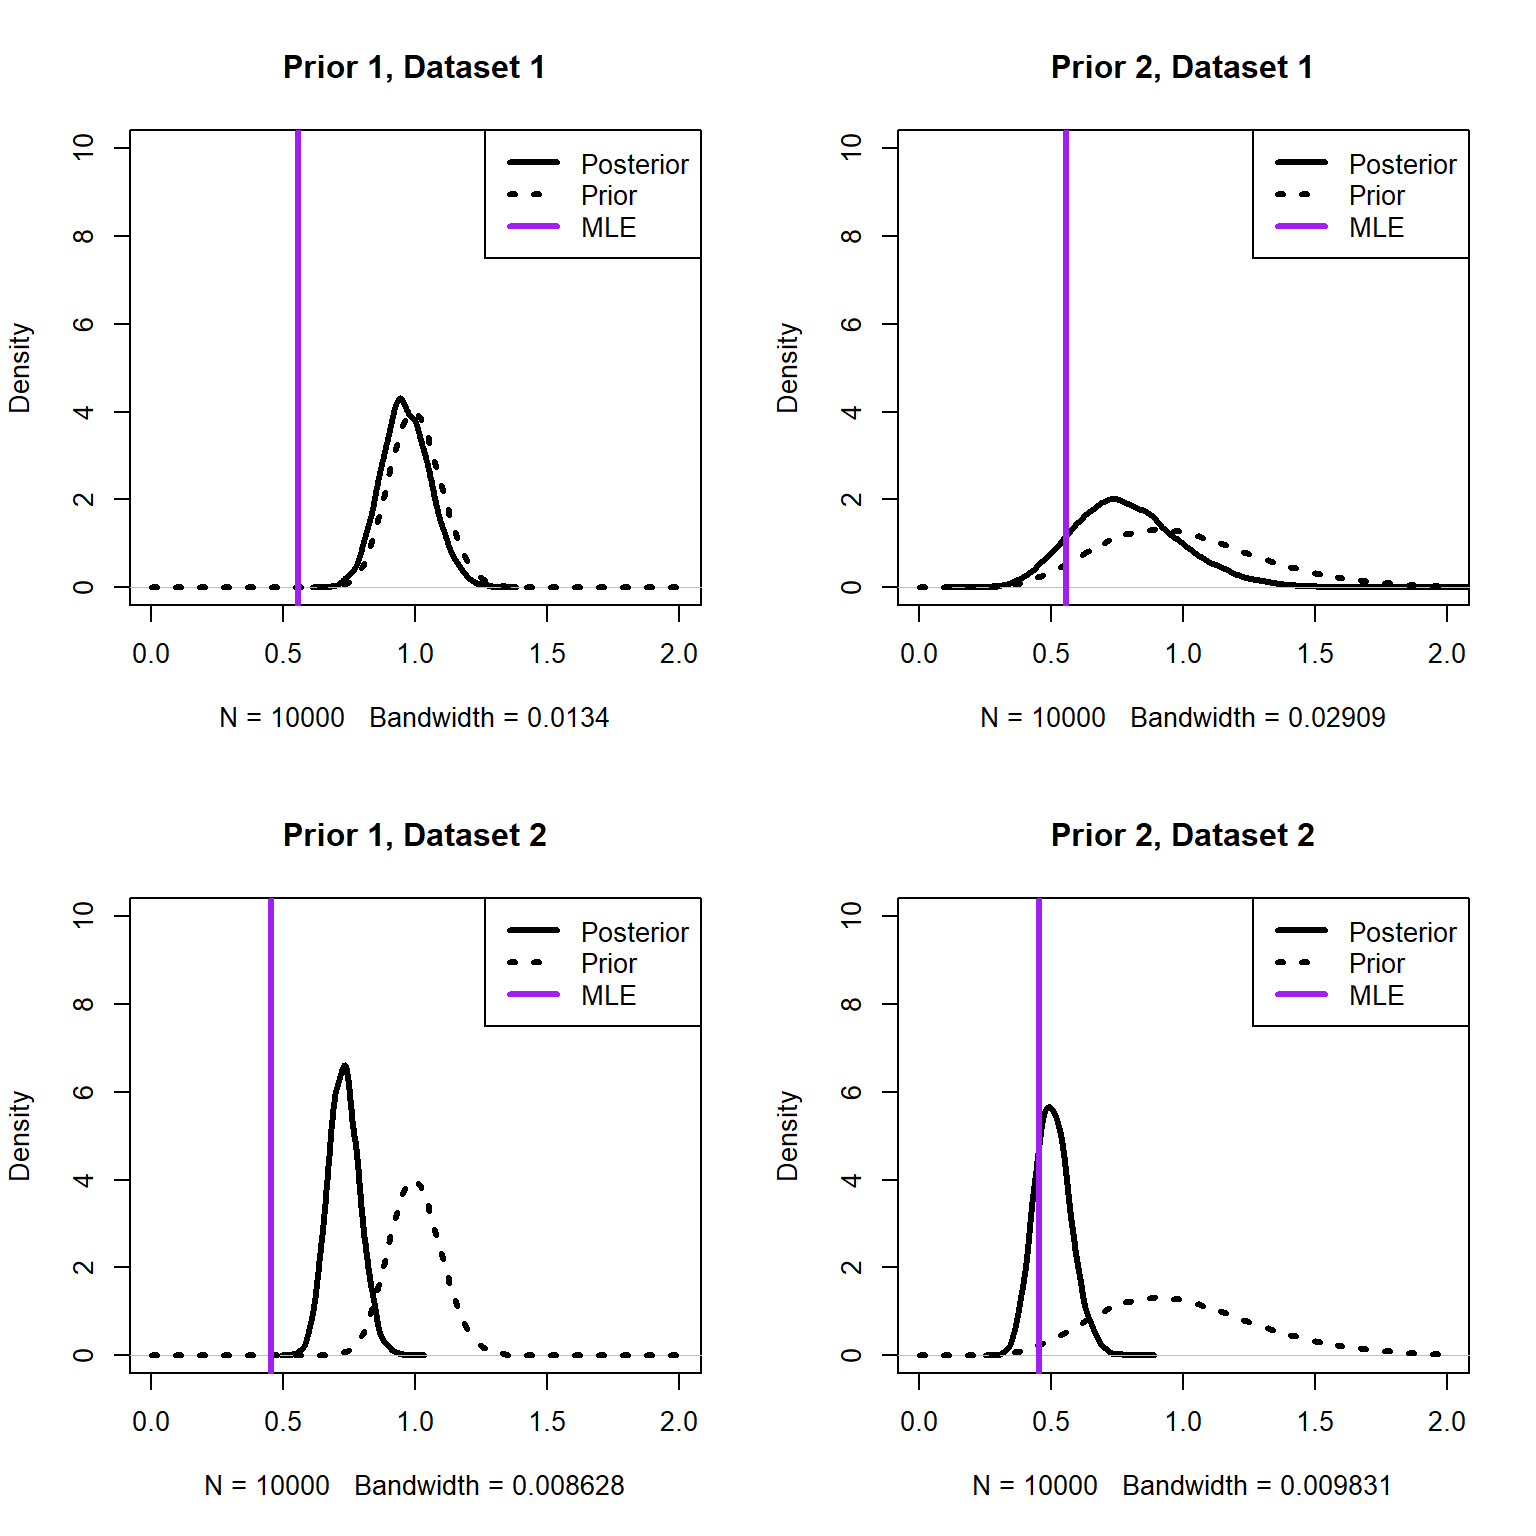 Prior 1, Dataset 1
Density
10
8
6
4
2
0
Posterior
Prior
MLE
0.0 0.5 1.0 1.5 2.0
N = 10000 Bandwidth = 0.0134
Prior 2, Dataset 1
Density
10
8
6
4
2
0
Posterior
Prior
MLE
0.0 0.5 1.0 1.5 2.0
N = 10000 Bandwidth = 0.02909
Prior 1, Dataset 2
Density
10
8
6
4
2
0
Posterior
Prior
MLE
0.0 0.5 1.0 1.5 2.0
N = 10000 Bandwidth = 0.008628
Prior 2, Dataset 2
Density
10
8
6
4
2
0
Posterior
Prior
MLE
0.0 0.5 1.0 1.5 2.0
N = 10000 Bandwidth = 0.009831